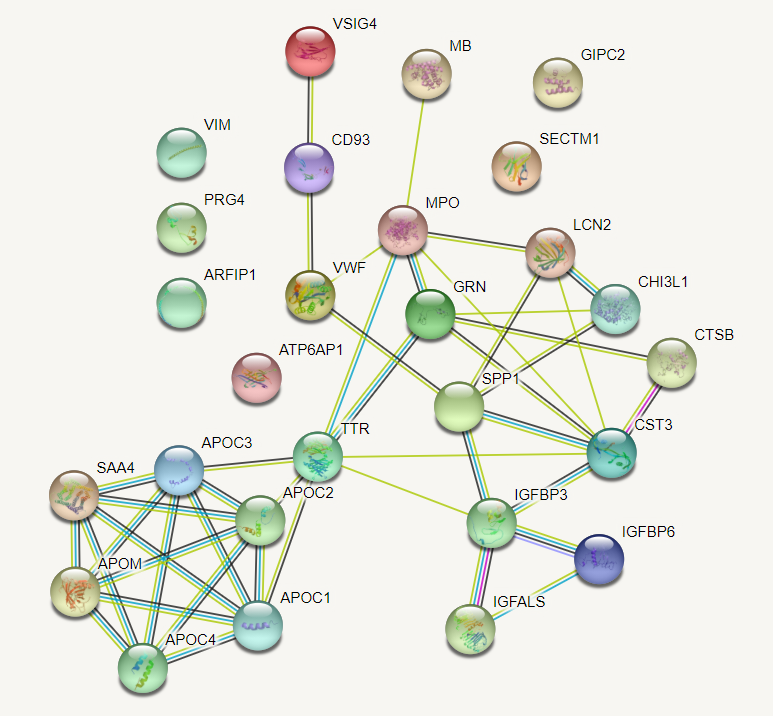 VSIG4
MB
GIPC2
VIM
CD93
SECTM1
PRG4
MPO
LCN2
ARFIP1
VWF
GRN
CHI3L1
CTSB
ATP6AP1
SPP1
TTR
CST3
APOC3
SAA4
APOC2
IGFBP3
IGFBP6
APOM
APOC1
IGFALS
APOC4